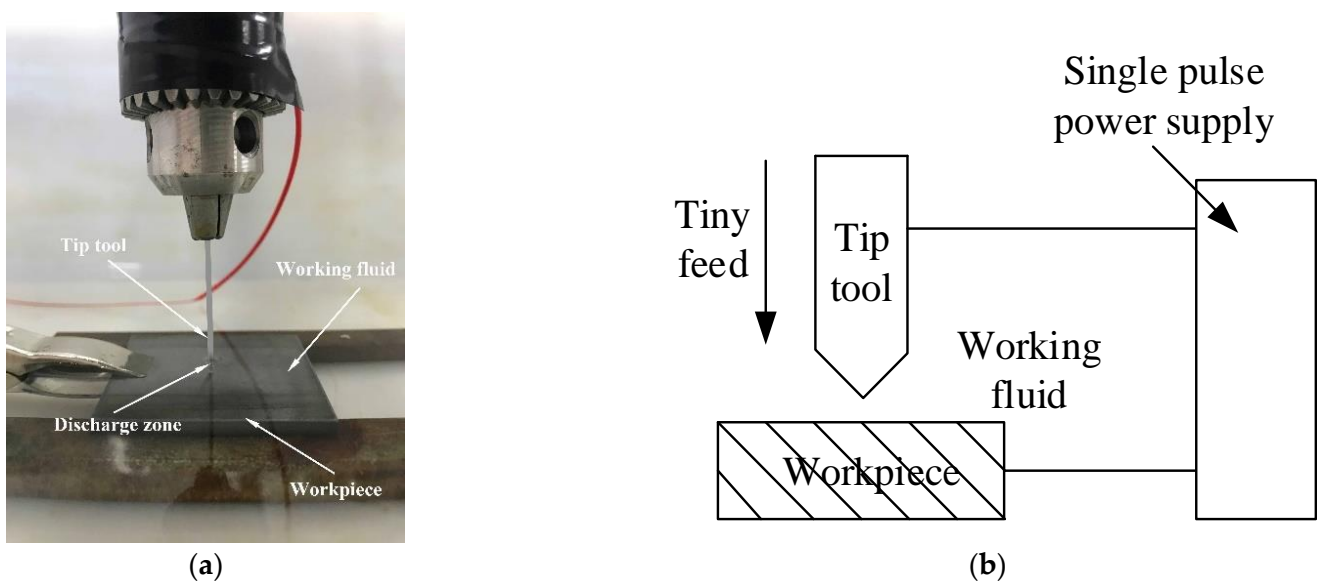 Tip tool
Working fluid
Discharge zone
Workpiece
(a)
Single pulse
power supply
Tiny
feed
Tip
tool
Working
fluid
Workpiece
(b)